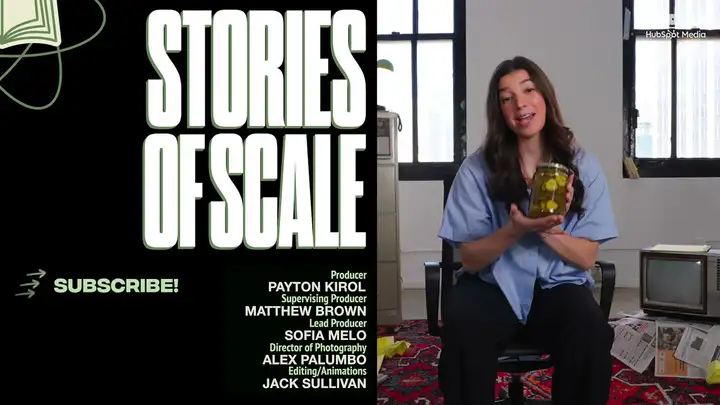 STORIES
OF SCALE
SUBSCRIBE!
Producer
PAYTON KIROL
Supervising Producer
MATTHEW BROWN
Lead Producer
SOFIA MELO
Director of Photography
ALEX PALUMBO
Editing/Animations
JACK SULLIVAN
HubSpot Media